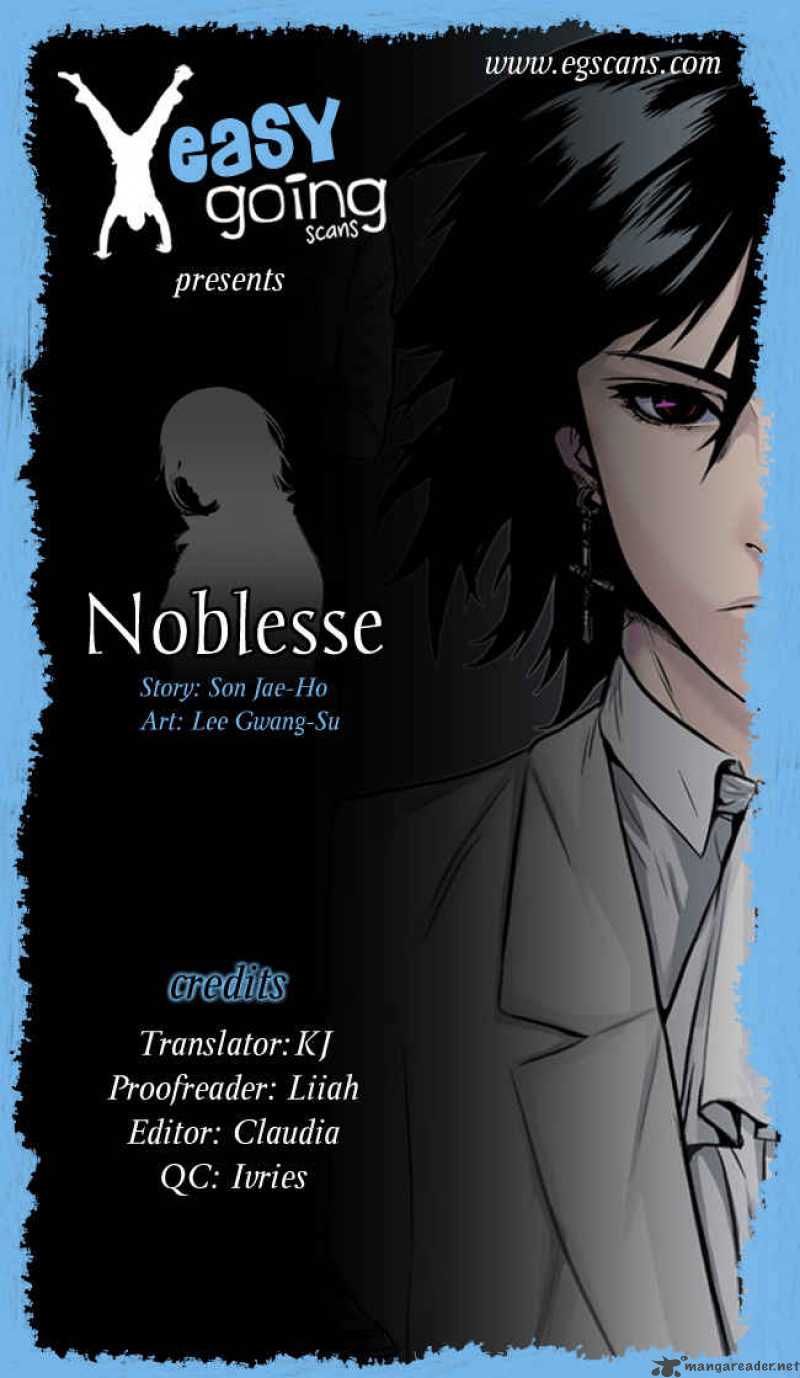 www.egscans.com
easy
going
scans
presents
Noblesse
Story: Son Jae-Ho
Art: Lee Gwang-Su
credits
Translator: KJ
Proofreader: Liiah
Editor: Claudia
QC: Ivries
mangareader.net